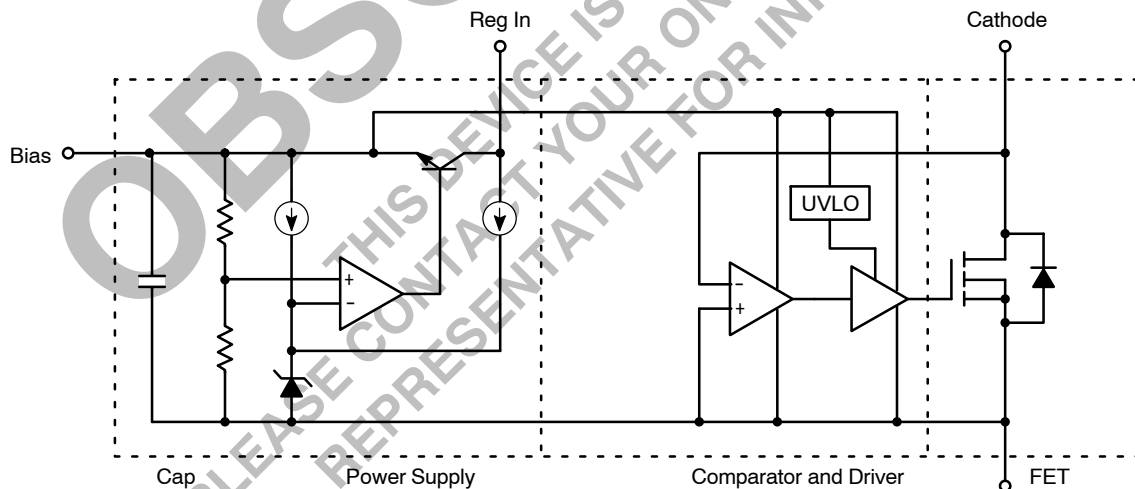 Reg In
Cathode
Bias
UVLO
+
−
−
+
Cap
Power Supply
Comparator and Driver
FET
THIS DEVICE IS
PLEASE CONTACT YOUR ON
REPRESENTATIVE FOR